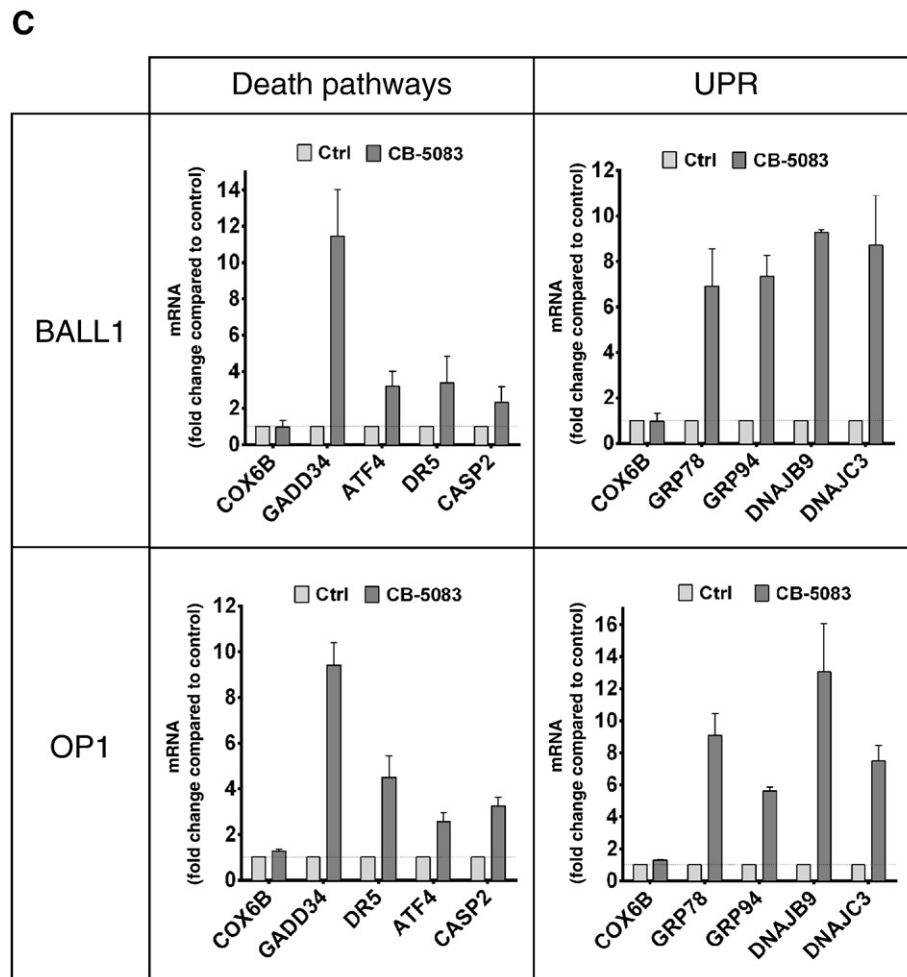 C
Death pathways
UPR
BALL1
Ctrl CB-5083
mRNA
(fold change compared to control)
14
12
10
8
6
4
2
0
COX6B
GADD34
ATF4
DR5
CASP2
Ctrl CB-5083
mRNA
(fold change compared to control)
12
10
8
6
4
2
0
COX6B
GRP78
GRP94
DNAJB9
DNAJC3
OP1
Ctrl CB-5083
mRNA
(fold change compared to control)
12
10
8
6
4
2
0
COX6B
GADD34
DR5
ATF4
CASP2
Ctrl CB-5083
mRNA
(fold change compared to control)
16
14
12
10
8
6
4
2
0
COX6B
GRP78
GRP94
DNAJB9
DNAJC3